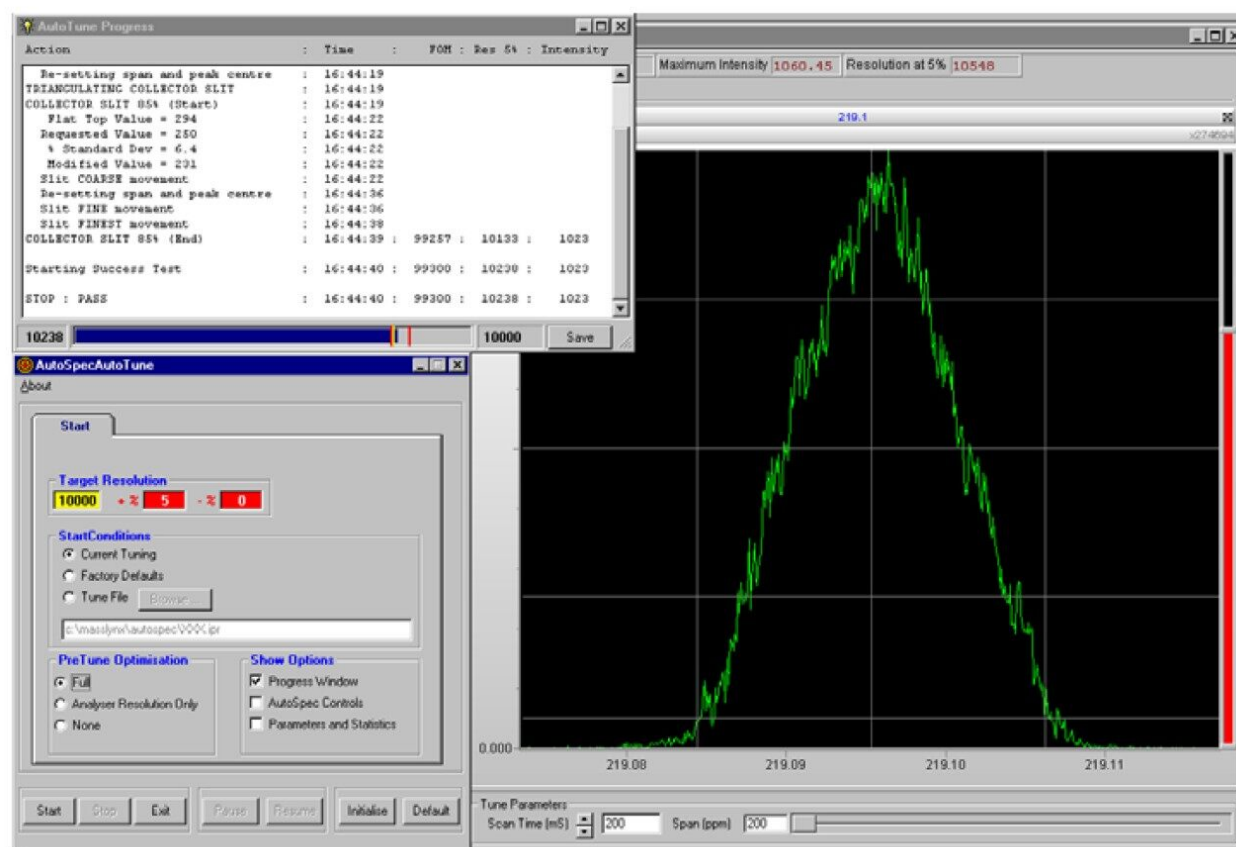 AutoTune Progress
Action : Time : FOM : Res 5% : Intensity
Re-setting span and peak centre : 16:44:19
TRIANGULATING COLLECTOR SLIT : 16:44:19
COLLECTOR SLIT 85% (Start) : 16:44:19
Flat Top Value = 294 : 16:44:22
Requested Value = 250 : 16:44:22
% Standard Dev = 6.4 : 16:44:22
Modified Value = 231 : 16:44:22
Slit COARSE movement : 16:44:22
Re-setting span and peak centre : 16:44:36
Slit FINE movement : 16:44:36
Slit FINEST movement : 16:44:38
COLLECTOR SLIT 85% (End) : 16:44:39 : 99257 : 10133 : 1023
Starting Success Test : 16:44:40 : 99300 : 10238 : 1023
STOP : PASS : 16:44:40 : 99300 : 10238 : 1023
10238 10000 Save
Maximum Intensity 1060.45 Resolution at 5% 10548
219.1
x274694
AutoSpecAutoTune
About
Start
Target Resolution
10000 + % 5 - % 0
StartConditions
Current Tuning
Factory Defaults
Tune File Browse ...
c:\masslynx\autospec\XXX.ipr
PreTune Optimisation
Full
Analyser Resolution Only
None
Show Options
Progress Window
AutoSpec Controls
Parameters and Statistics
Start Stop Exit Pause Resume Initialise Default
0.000
219.08 219.09 219.10 219.11
Tune Parameters
Scan Time (mS) 200 Span (ppm) 200